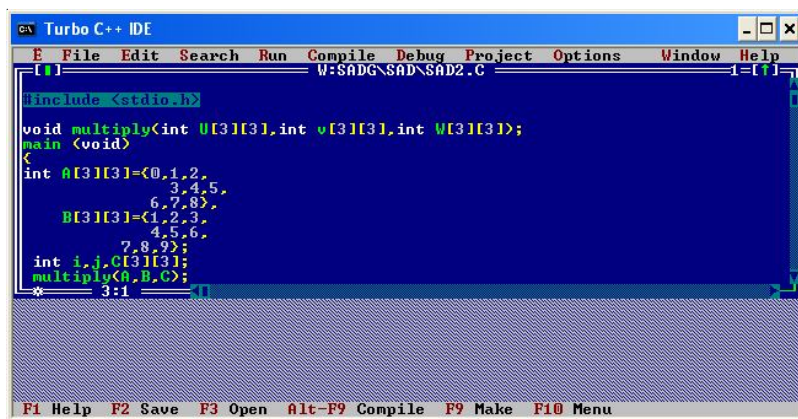 Turbo C++ IDE
E File Edit Search Run Compile Debug Project Options Window Help
W:SADG\SAD\SAD2.C 1=[↑]
#include <stdio.h>
void multiply(int U[3][3],int v[3][3],int W[3][3]);
main (void)
{
int A[3][3]={0,1,2,
3,4,5,
6,7,8},
B[3][3]={1,2,3,
4,5,6,
7,8,9};
int i,j,C[3][3];
multiply(A,B,C);
3:1
F1 Help F2 Save F3 Open Alt-F9 Compile F9 Make F10 Menu